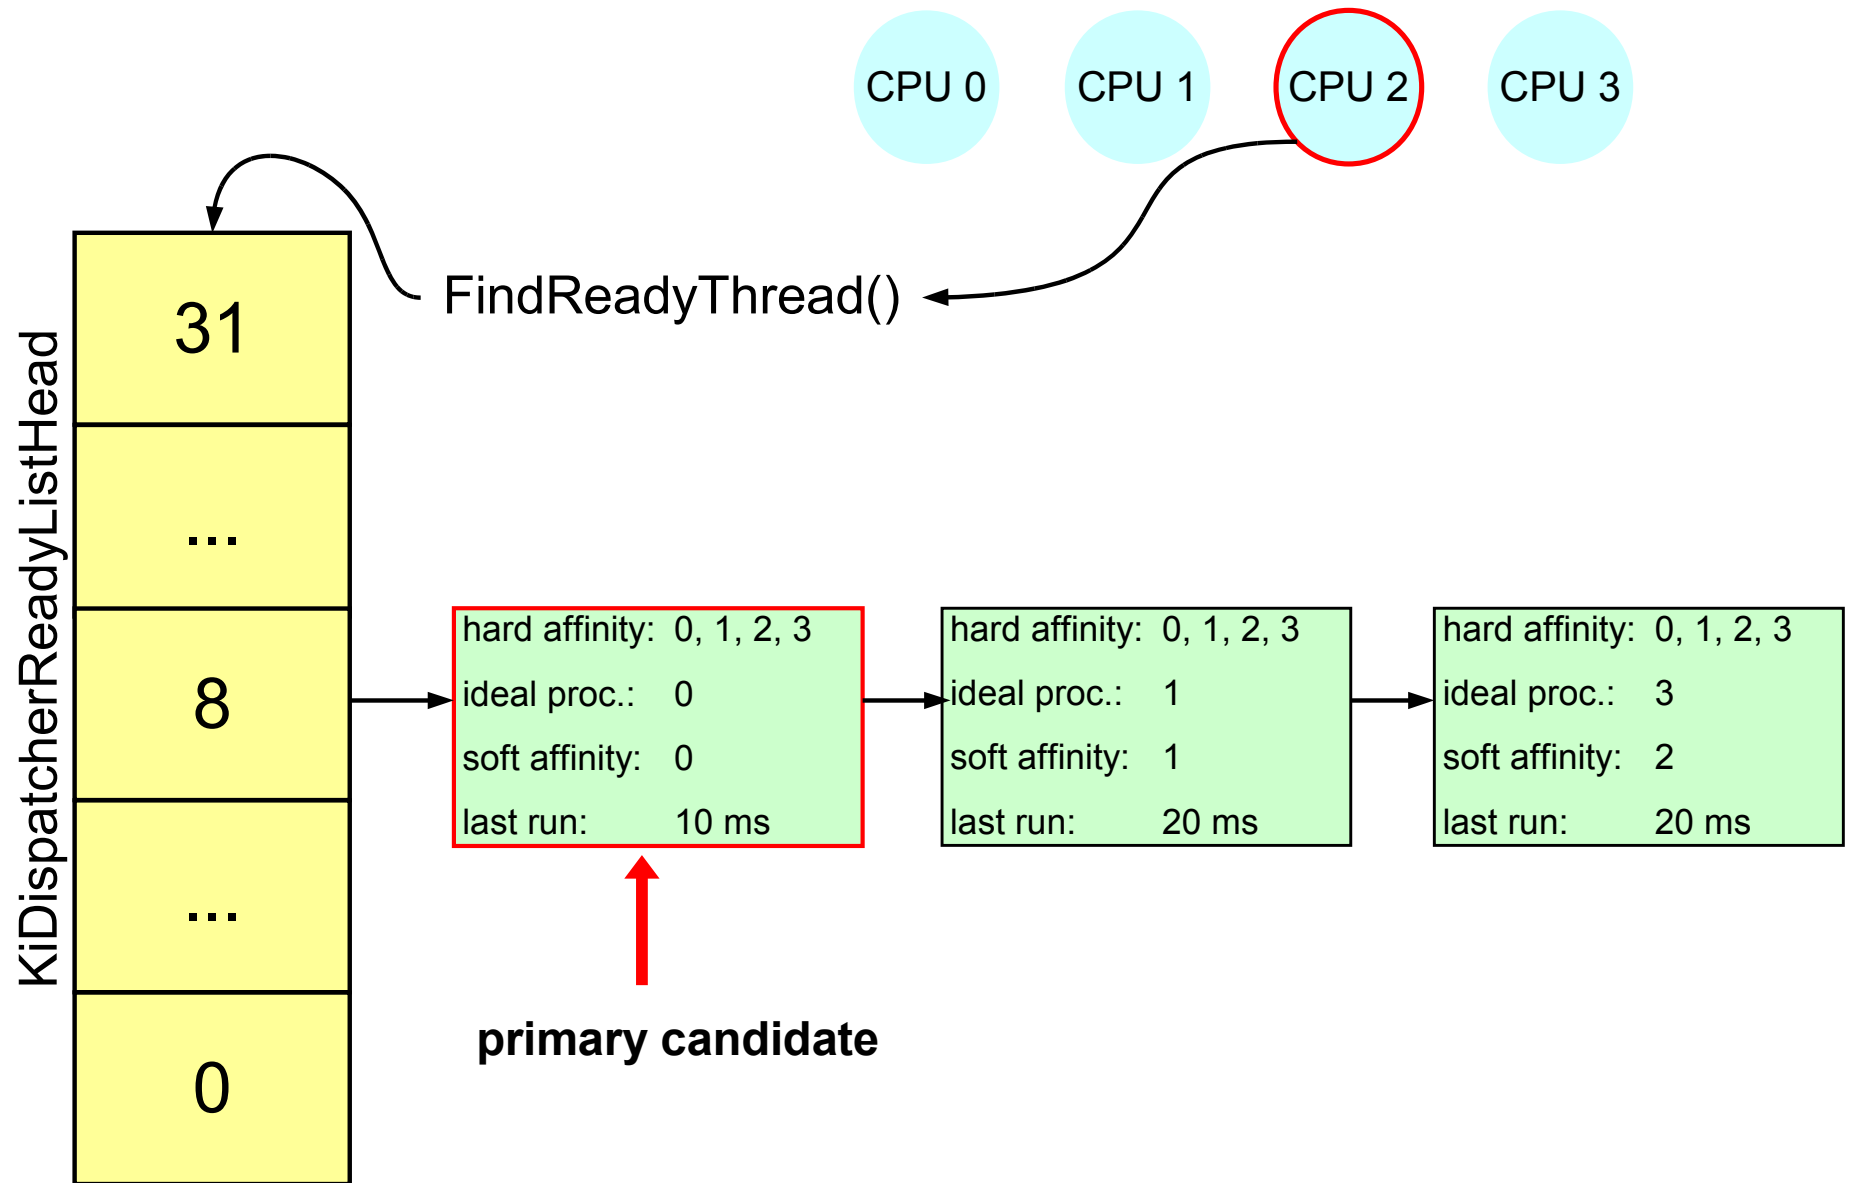 CPU 0
CPU 1
CPU 2
CPU 3
FindReadyThread()
KiDispatcherReadyListHead
31
...
8
...
0
hard affinity: 0, 1, 2, 3
ideal proc.: 0
soft affinity: 0
last run: 10 ms
hard affinity: 0, 1, 2, 3
ideal proc.: 1
soft affinity: 1
last run: 20 ms
hard affinity: 0, 1, 2, 3
ideal proc.: 3
soft affinity: 2
last run: 20 ms
primary candidate